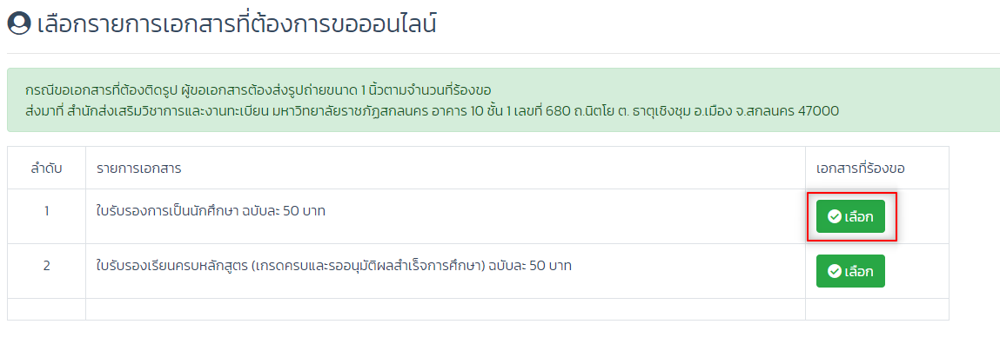 เลือกรายการเอกสารที่ต้องการขอออนไลน์
กรณีขอเอกสารที่ต้องติดรูป ผู้ขอเอกสารต้องส่งรูปถ่ายขนาด 1 นิ้วตามจำนวนที่ร้องขอ
ส่งมาที่ สำนักส่งเสริมวิชาการและงานทะเบียน มหาวิทยาลัยราชภัฏสกลนคร อาคาร 10 ชั้น 1 เลขที่ 680 ถ.นิตโย ต. ธาตุเชิงชุม อ.เมือง จ.สกลนคร 47000
ลำดับ รายการเอกสาร เอกสารที่ร้องขอ
1 ใบรับรองการเป็นนักศึกษา ฉบับละ 50 บาท เลือก
2 ใบรับรองเรียนครบหลักสูตร (เกรดครบและรออนุมัติผลสำเร็จการศึกษา) ฉบับละ 50 บาท เลือก